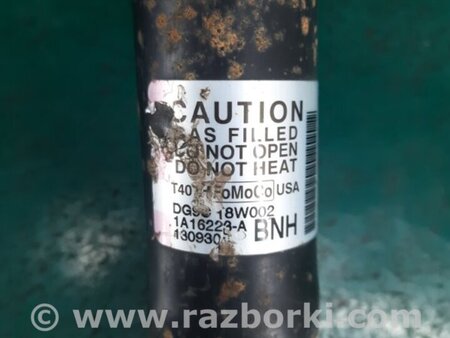 CAUTION
GAS FILLED
DO NOT OPEN
DO NOT HEAT
FoMoCo USA
18W002
1A16223-A
BNH
© www.razborki.com